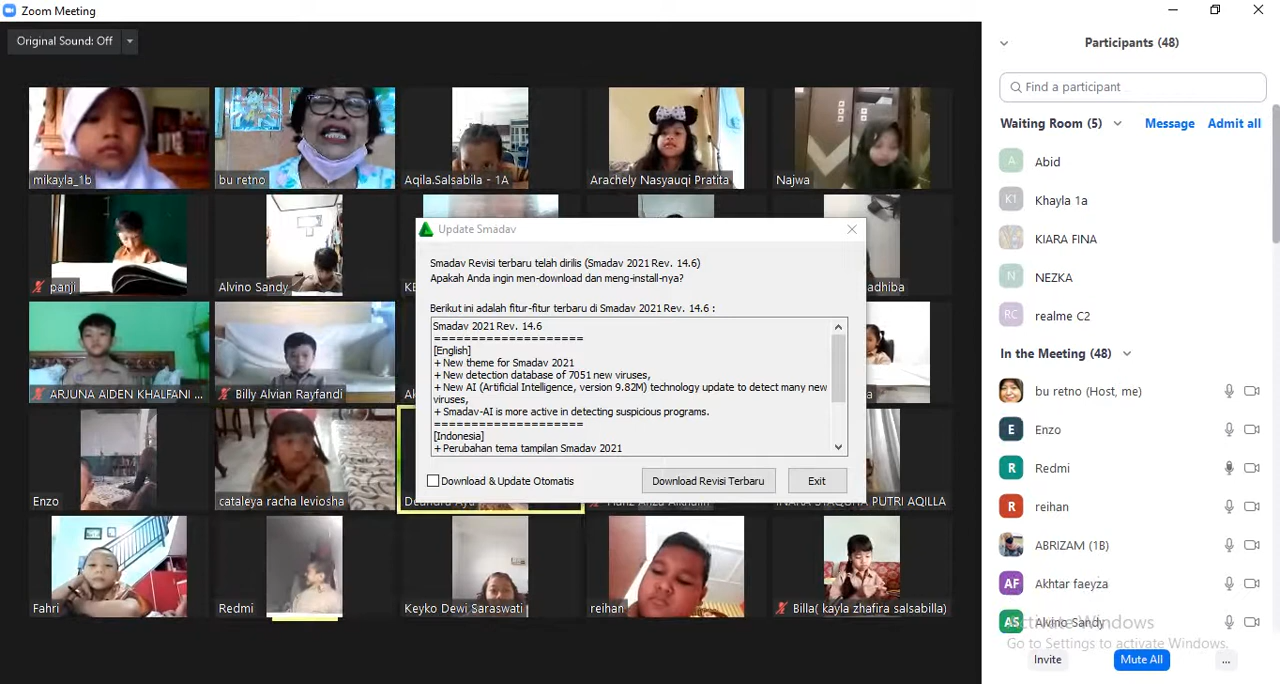 Zoom Meeting
Original Sound: Off
Participants (48)
Find a participant
Waiting Room (5) Message Admit all
A Abid
K1 Khayla 1a
KIARA FINA
N NEZKA
RC realme C2
In the Meeting (48)
bu retno (Host, me)
E Enzo
R Redmi
R reihan
ABRIZAM (1B)
AF Akhtar faeyza
AS Alvino Sandy
Activate Windows
Go to Settings to activate Windows.
Invite Mute All ...
mikayla_1b
bu retno
Aqila.Salsabila - 1A
Arachely Nasyauqi Pratita
Najwa
panji
Alvino Sandy
ARJUNA AIDEN KHALFANI ...
Billy Alvian Rayfandi
Enzo
cataleya racha leviosha
PUTRI AQILLA
Fahri
Redmi
Keyko Dewi Saraswati
reihan
Billa( kayla zhafira salsabilla)
Update Smadav
Smadav Revisi terbaru telah dirilis (Smadav 2021 Rev. 14.6)
Apakah Anda ingin men-download dan meng-install-nya?
Berikut ini adalah fitur-fitur terbaru di Smadav 2021 Rev. 14.6 :
Smadav 2021 Rev. 14.6
====================
[English]
+ New theme for Smadav 2021
+ New detection database of 7051 new viruses,
+ New AI (Artificial Intelligence, version 9.82M) technology update to detect many new
viruses,
+ Smadav-AI is more active in detecting suspicious programs.
====================
[Indonesia]
+ Perubahan tema tampilan Smadav 2021
Download & Update Otomatis
Download Revisi Terbaru
Exit